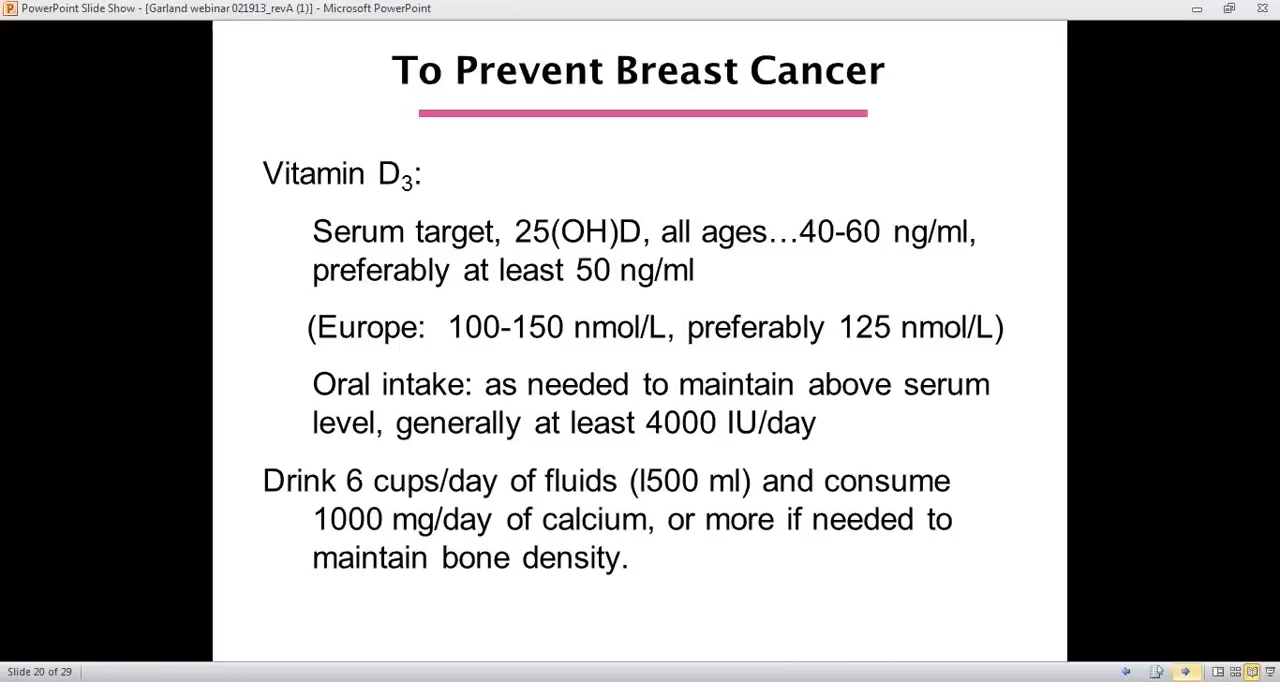 PowerPoint Slide Show - [Garland webinar 021913_revA (1)] - Microsoft PowerPoint
To Prevent Breast Cancer
Vitamin D₃:
Serum target, 25(OH)D, all ages…40-60 ng/ml,
preferably at least 50 ng/ml
(Europe: 100-150 nmol/L, preferably 125 nmol/L)
Oral intake: as needed to maintain above serum
level, generally at least 4000 IU/day
Drink 6 cups/day of fluids (l500 ml) and consume
1000 mg/day of calcium, or more if needed to
maintain bone density.
Slide 20 of 29